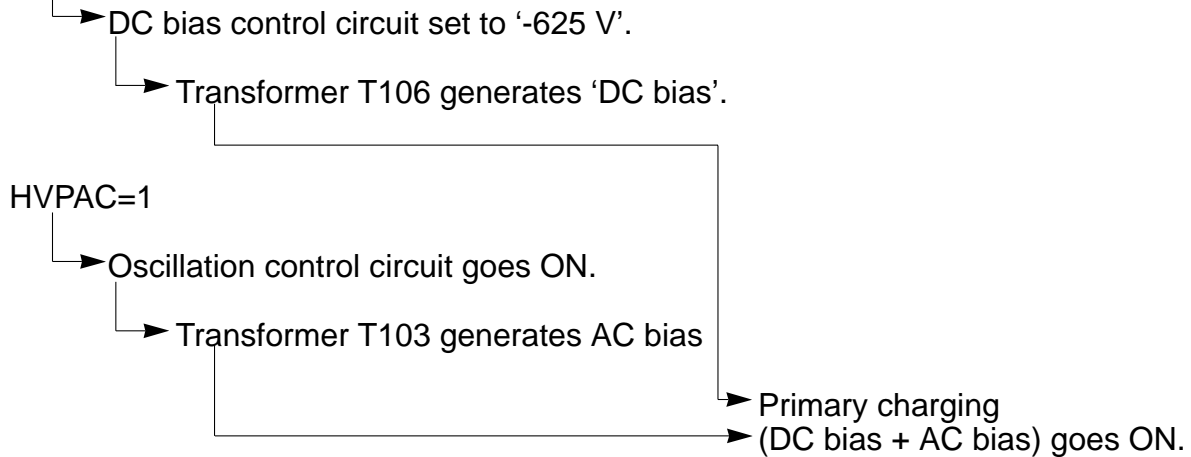 DC bias control circuit set to ‘-625 V’.
Transformer T106 generates ‘DC bias’.
HVPAC=1
Oscillation control circuit goes ON.
Transformer T103 generates AC bias
Primary charging
(DC bias + AC bias) goes ON.